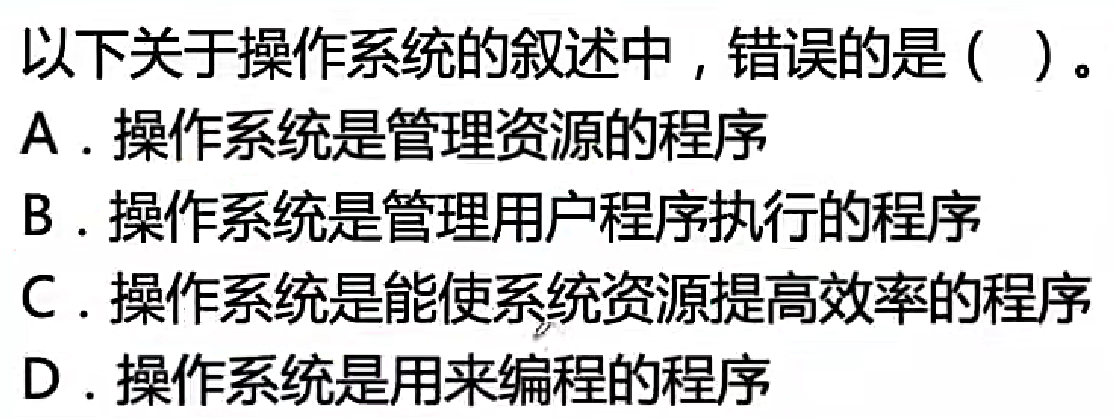 以下关于操作系统的叙述中，错误的是（  ）。
A．操作系统是管理资源的程序
B．操作系统是管理用户程序执行的程序
C．操作系统是能使系统资源提高效率的程序
D．操作系统是用来编程的程序